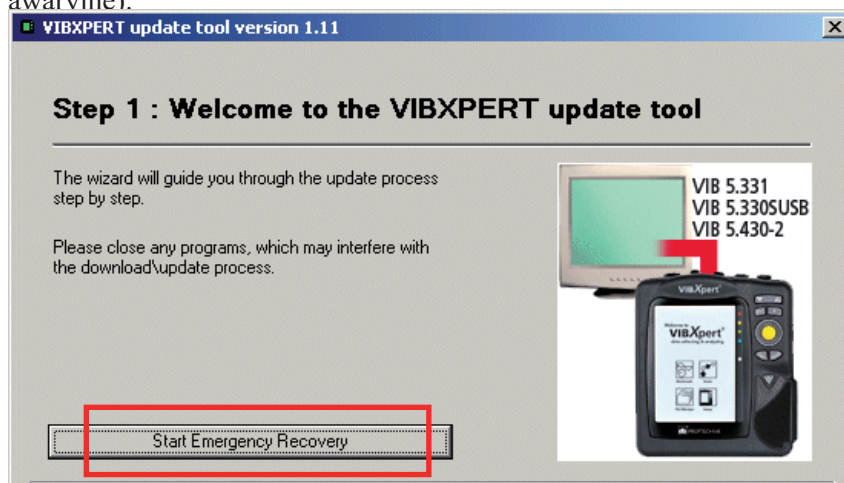 awaryjne).
VIBXPERT update tool version 1.11
Step 1 : Welcome to the VIBXPERT update tool
The wizard will guide you through the update process
step by step.
Please close any programs, which may interfere with
the download\update process.
VIB 5.331
VIB 5.330SUSB
VIB 5.430-2
VIBXpert
VIBXpert
Start Emergency Recovery